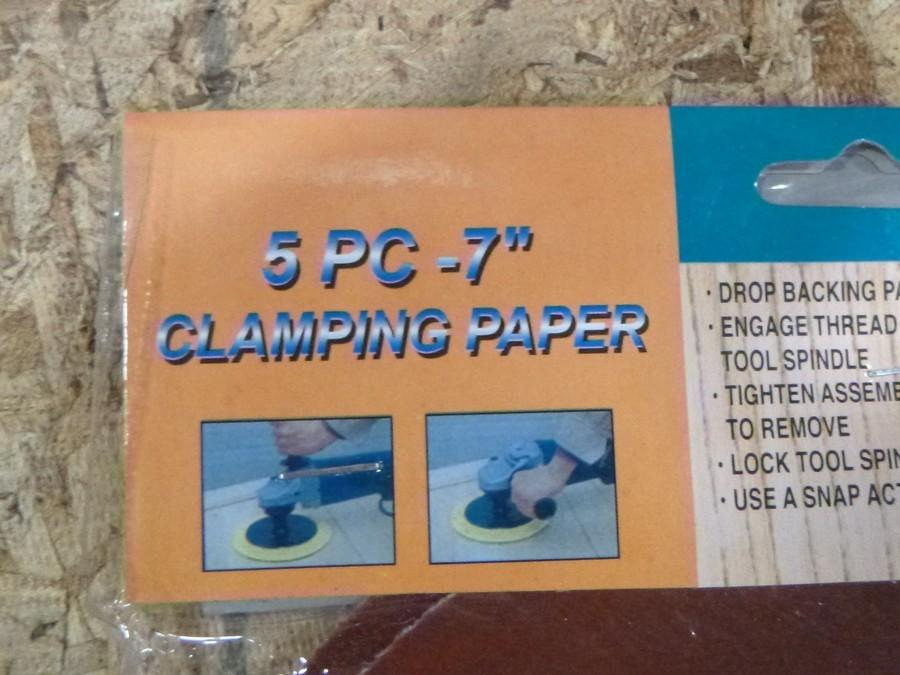 5 PC -7"
CLAMPING PAPER
· DROP BACKING
· ENGAGE THREAD
TOOL SPINDLE
· TIGHTEN
TO REMOVE
· LOCK TOOL
· USE A SNAP